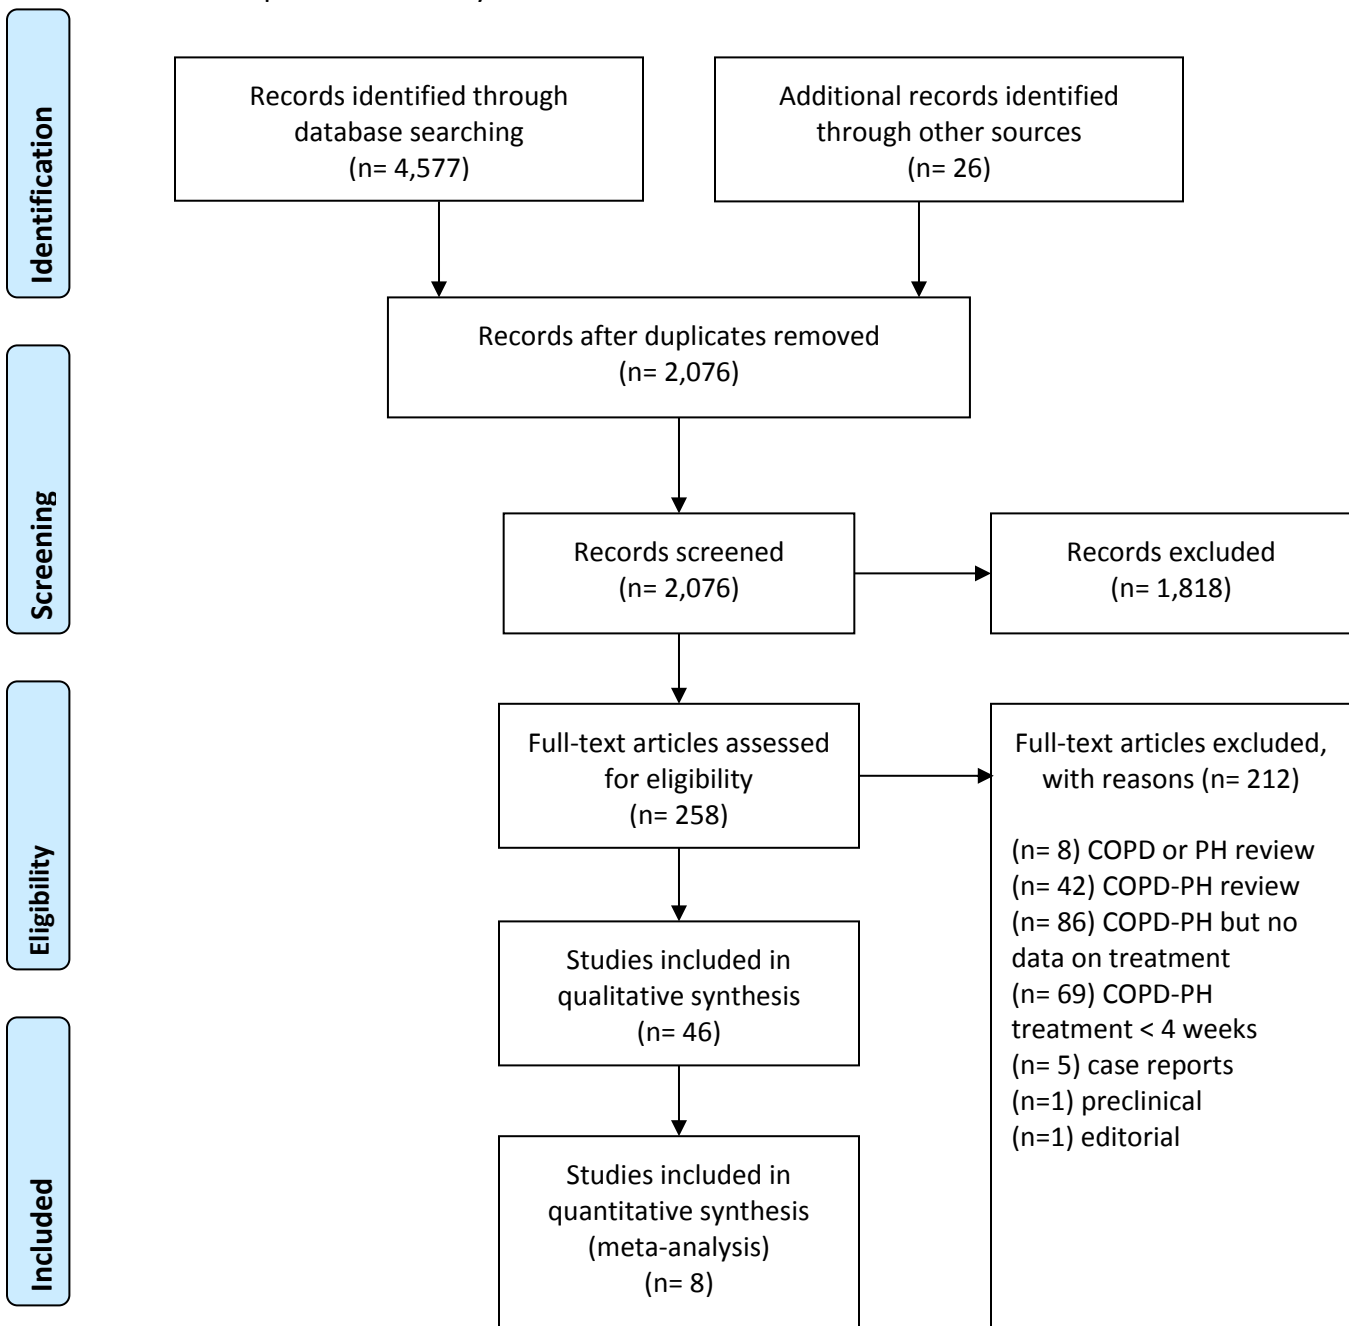 Identification
Records identified through
database searching
(n= 4,577)
Additional records identified
through other sources
(n= 26)
Records after duplicates removed
(n= 2,076)
Screening
Records screened
(n= 2,076)
Records excluded
(n= 1,818)
Eligibility
Full-text articles assessed
for eligibility
(n= 258)
Full-text articles excluded,
with reasons (n= 212)
(n= 8) COPD or PH review
(n= 42) COPD-PH review
(n= 86) COPD-PH but no
data on treatment
(n= 69) COPD-PH
treatment < 4 weeks
(n= 5) case reports
(n=1) preclinical
(n=1) editorial
Studies included in
qualitative synthesis
(n= 46)
Included
Studies included in
quantitative synthesis
(meta-analysis)
(n= 8)